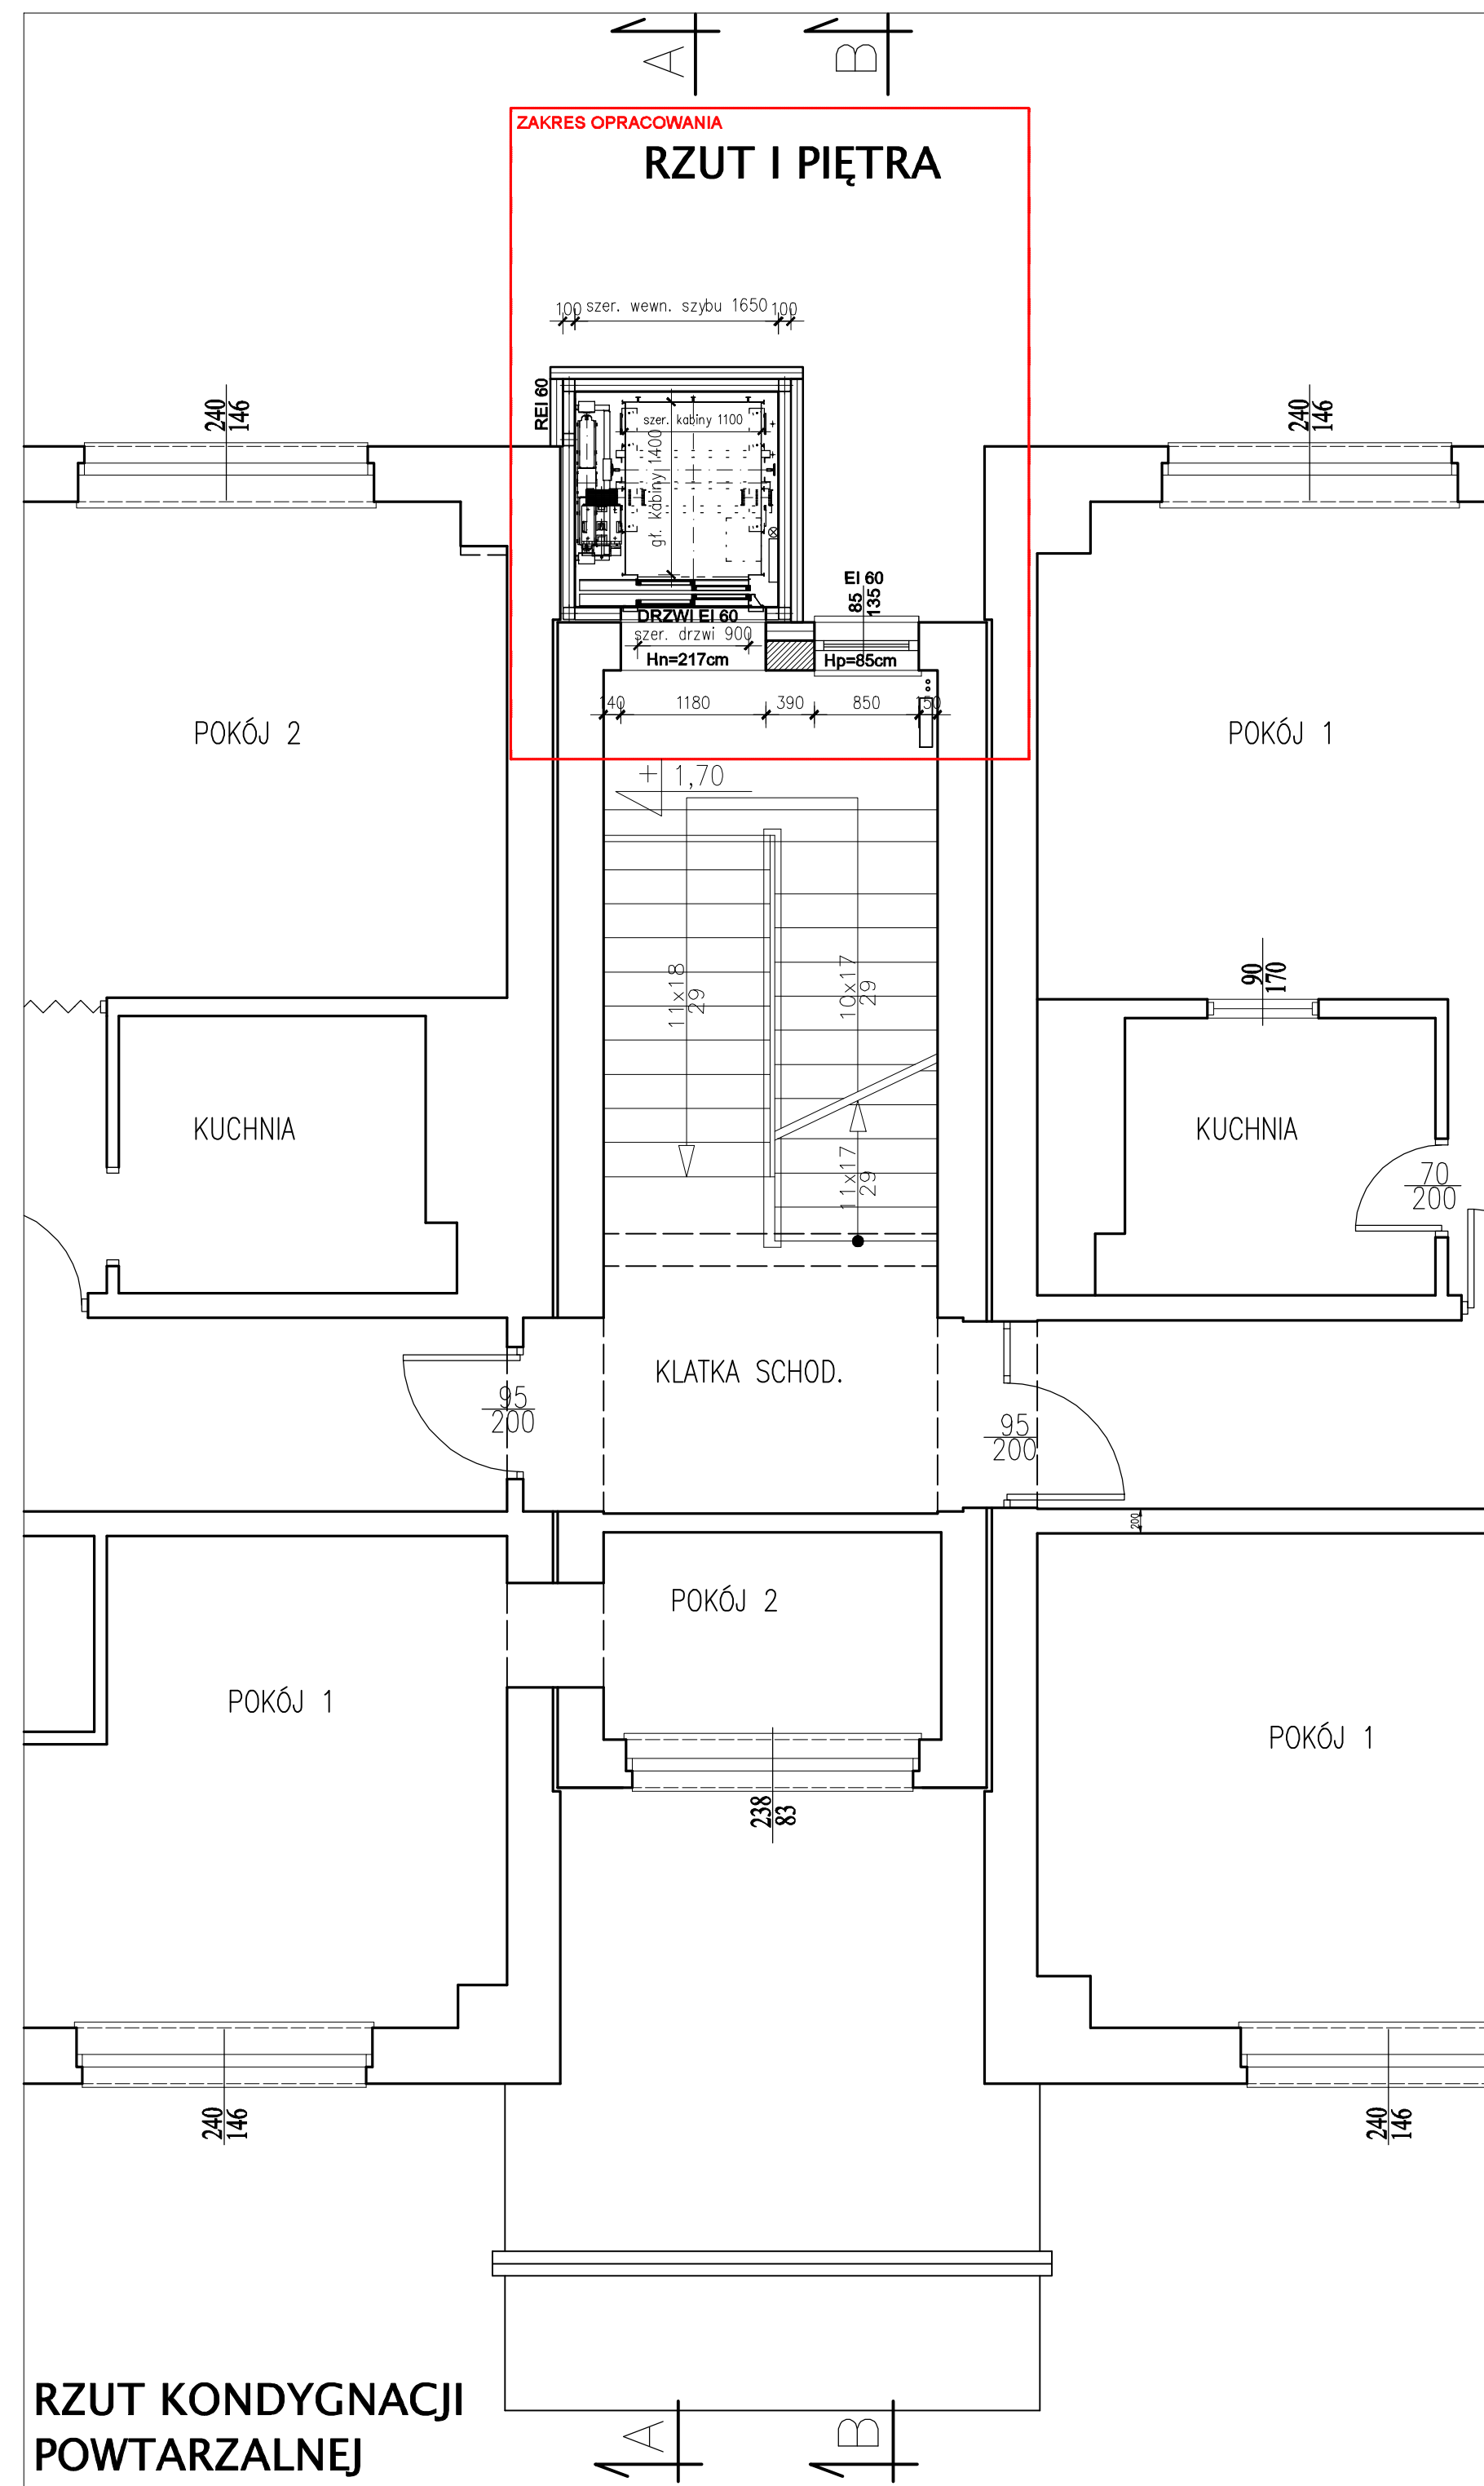 A
B
ZAKRES OPRACOWANIA
RZUT I PIĘTRA
100 szer. wewn. szybu 1650 100
REI 60
240
146
240
146
szer. kabiny 1100
gł. kabiny 1400
EI 60
85
135
DRZWI EI 60
szer. drzwi 900
Hn=217cm
Hp=85cm
140 1180 390 850 150
POKÓJ 2
POKÓJ 1
+ 1,70
11x18
29
10x17
29
90
170
KUCHNIA
KUCHNIA
11x17
29
70
200
KLATKA SCHOD.
95
200
95
200
200
POKÓJ 2
POKÓJ 1
POKÓJ 1
238
83
240
146
240
146
RZUT KONDYGNACJI
POWTARZALNEJ
A
B